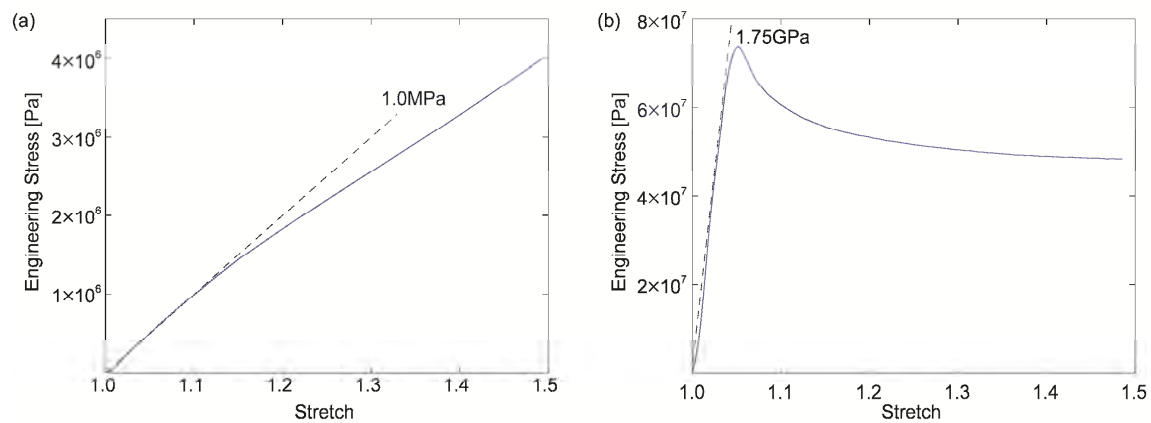 (a)
Engineering Stress [Pa]
4×10⁶
3×10⁶
2×10⁶
1×10⁶
1.0MPa
1.0 1.1 1.2 1.3 1.4 1.5
Stretch
(b)
Engineering Stress [Pa]
8×10⁷
6×10⁷
4×10⁷
2×10⁷
1.75GPa
1.0 1.1 1.2 1.3 1.4 1.5
Stretch